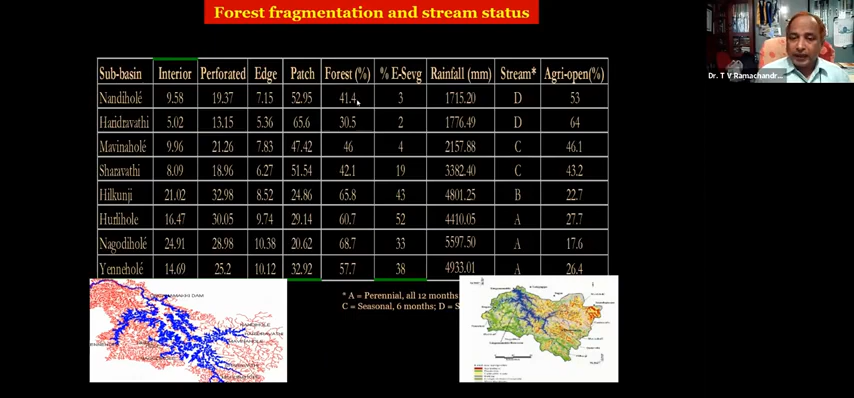 Forest fragmentation and stream status
Dr. T V Ramachandr...
Sub-basin Interior Perforated Edge Patch Forest (%) % E-Sevg Rainfall (mm) Stream* Agri-open(%)
Nandiholé 9.58 19.37 7.15 52.95 41.4 3 1715.20 D 53
Haridravathi 5.02 13.15 5.36 65.6 30.5 2 1776.49 D 64
Mavinaholé 9.96 21.26 7.83 47.42 46 4 2157.88 C 46.1
Sharavathi 8.09 18.96 6.27 51.54 42.1 19 3382.40 C 43.2
Hilkunji 21.02 32.98 8.52 24.86 65.8 43 4801.25 B 22.7
Hurlihole 16.47 30.05 9.74 29.14 60.7 52 4410.05 A 27.7
Nagodiholé 24.91 28.98 10.38 20.62 68.7 33 5597.50 A 17.6
Yenneholé 14.69 25.2 10.12 32.92 57.7 38 4933.01 A 26.4
* A = Perennial, all 12 months
C = Seasonal, 6 months; D = S